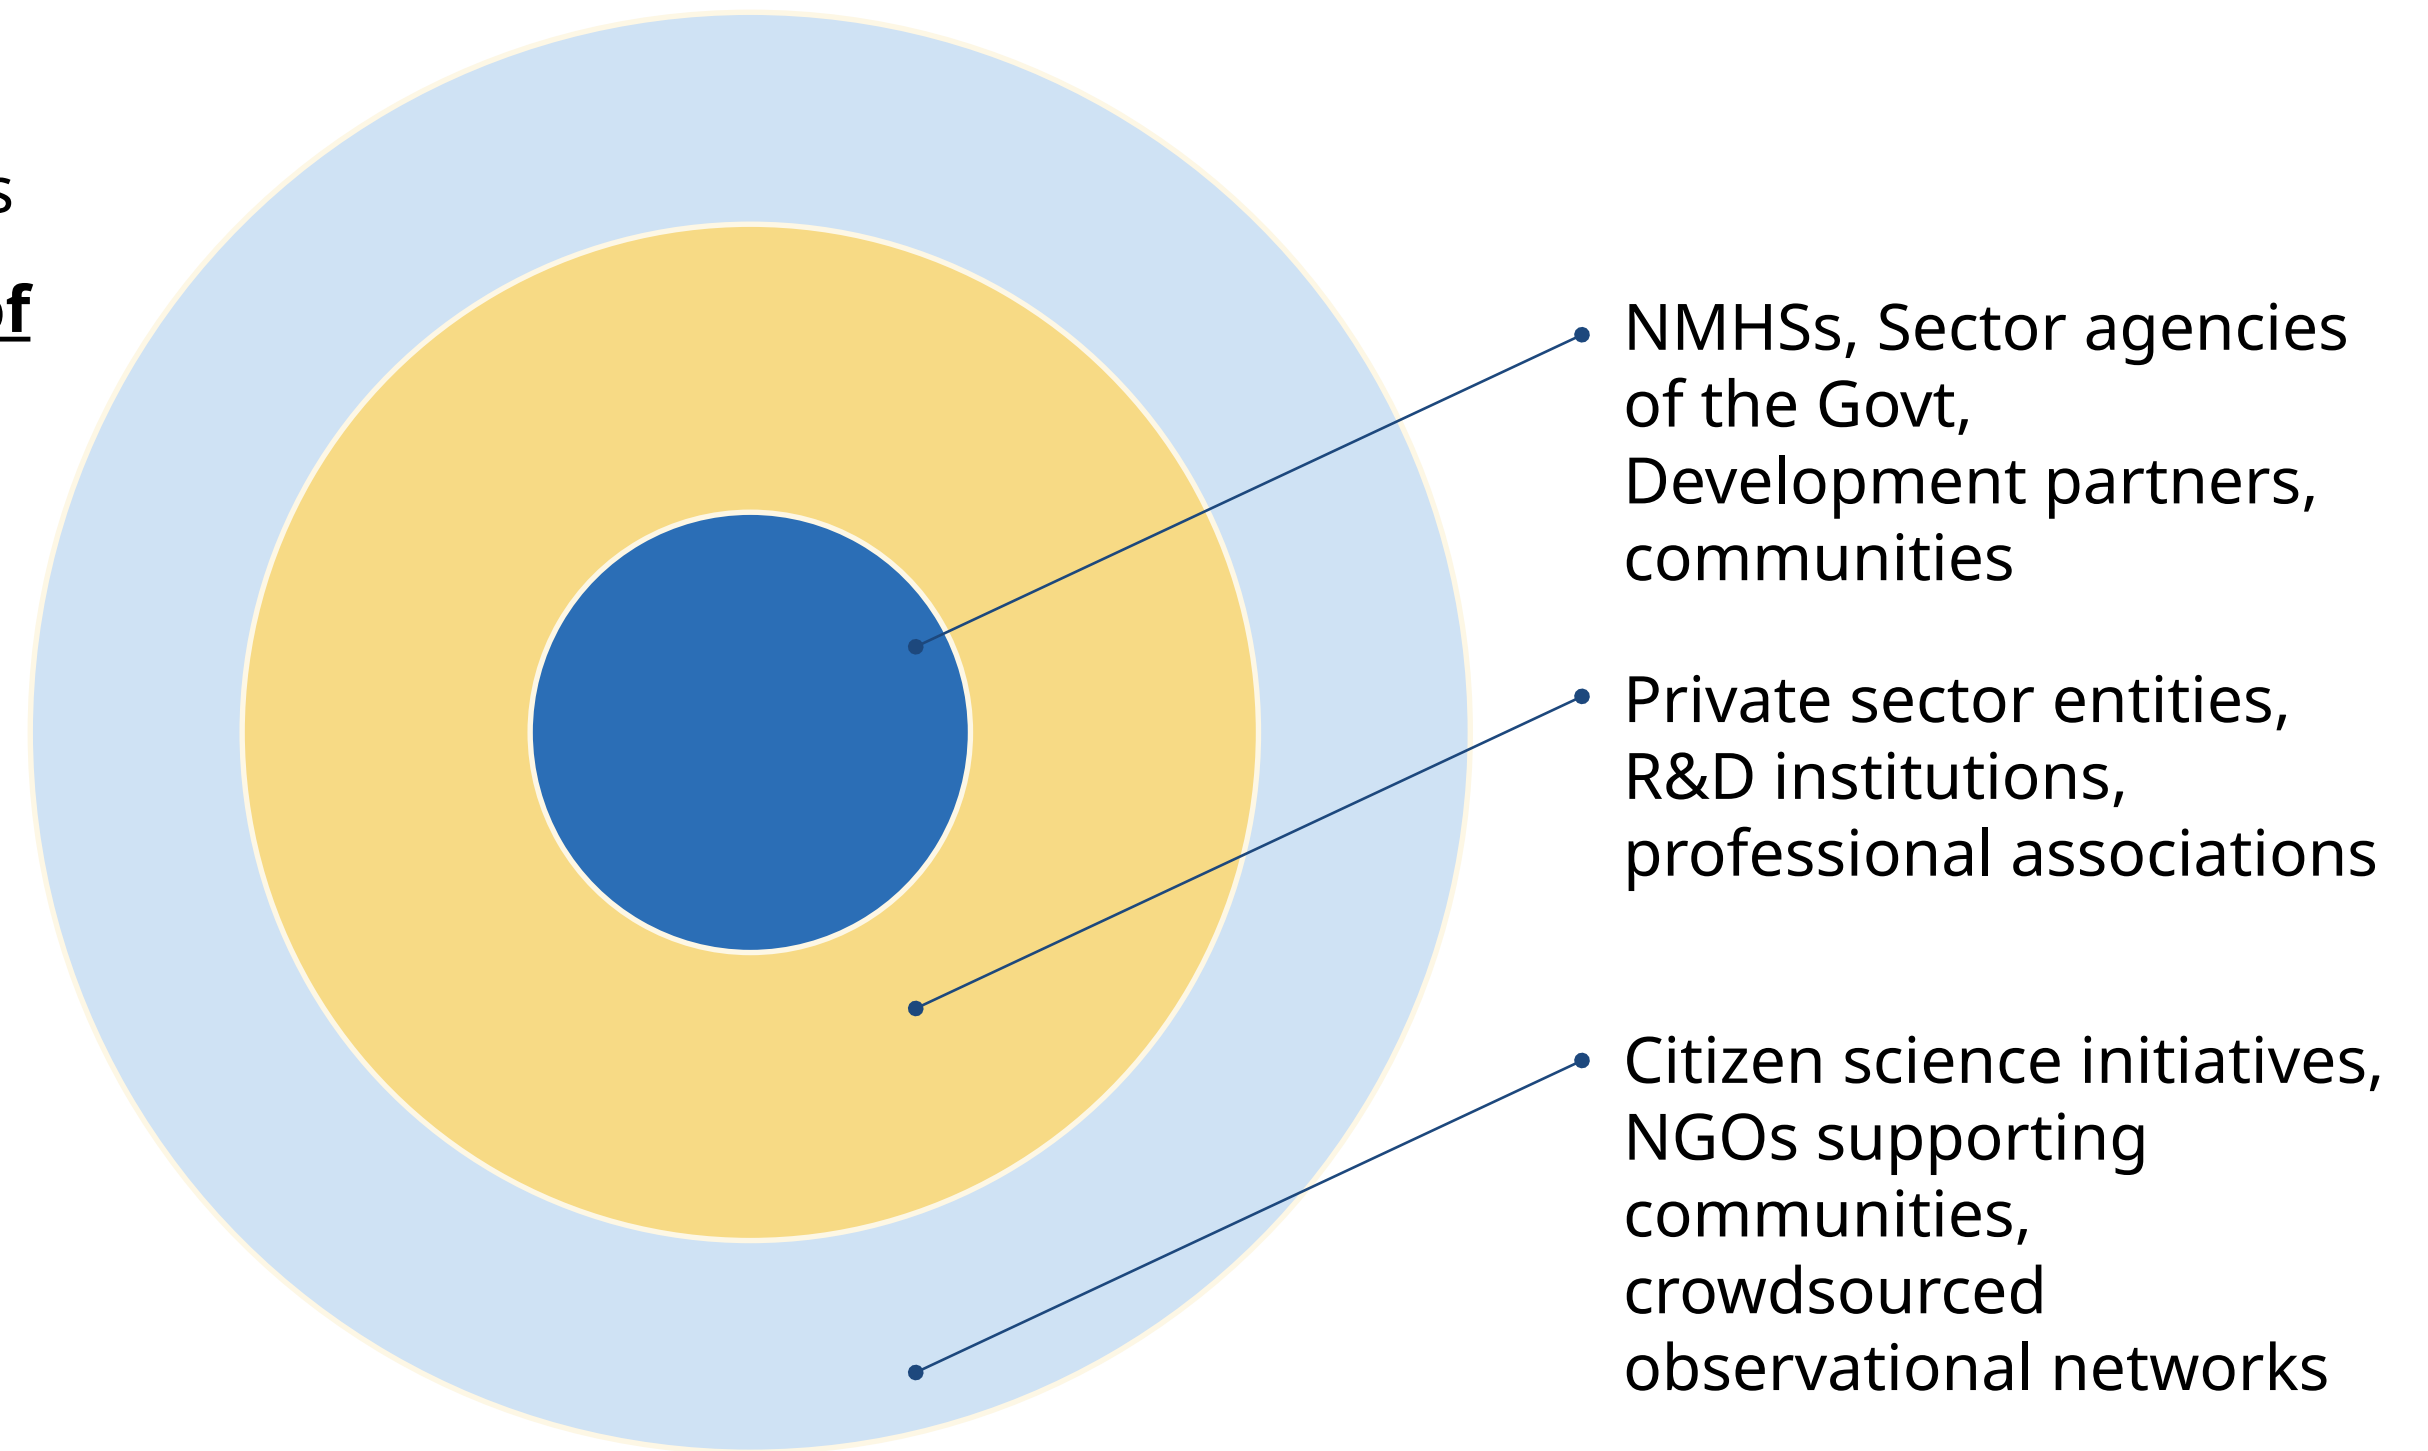 NMHSs, Sector agencies
of the Govt,
Development partners,
communities
Private sector entities,
R&D institutions,
professional associations
Citizen science initiatives,
NGOs supporting
communities,
crowdsourced
observational networks